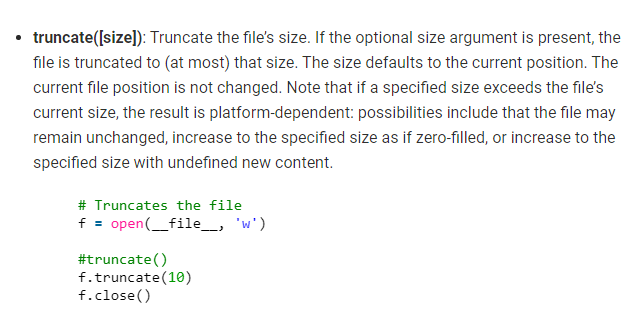 • truncate([size]): Truncate the file's size. If the optional size argument is present, the
file is truncated to (at most) that size. The size defaults to the current position. The
current file position is not changed. Note that if a specified size exceeds the file's
current size, the result is platform-dependent: possibilities include that the file may
remain unchanged, increase to the specified size as if zero-filled, or increase to the
specified size with undefined new content.
# Truncates the file
f = open(__file__, 'w')
#truncate()
f.truncate(10)
f.close()